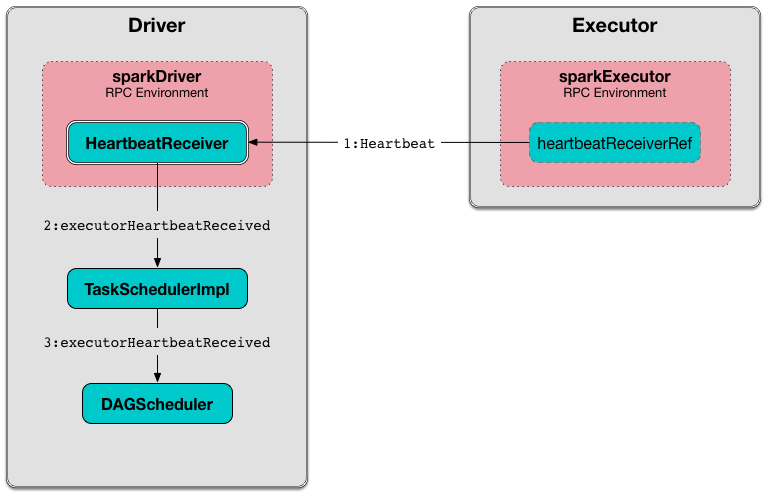 Driver
sparkDriver
RPC Environment
HeartbeatReceiver
2:executorHeartbeatReceived
TaskSchedulerImpl
3:executorHeartbeatReceived
DAGScheduler
1:Heartbeat
Executor
sparkExecutor
RPC Environment
heartbeatReceiverRef